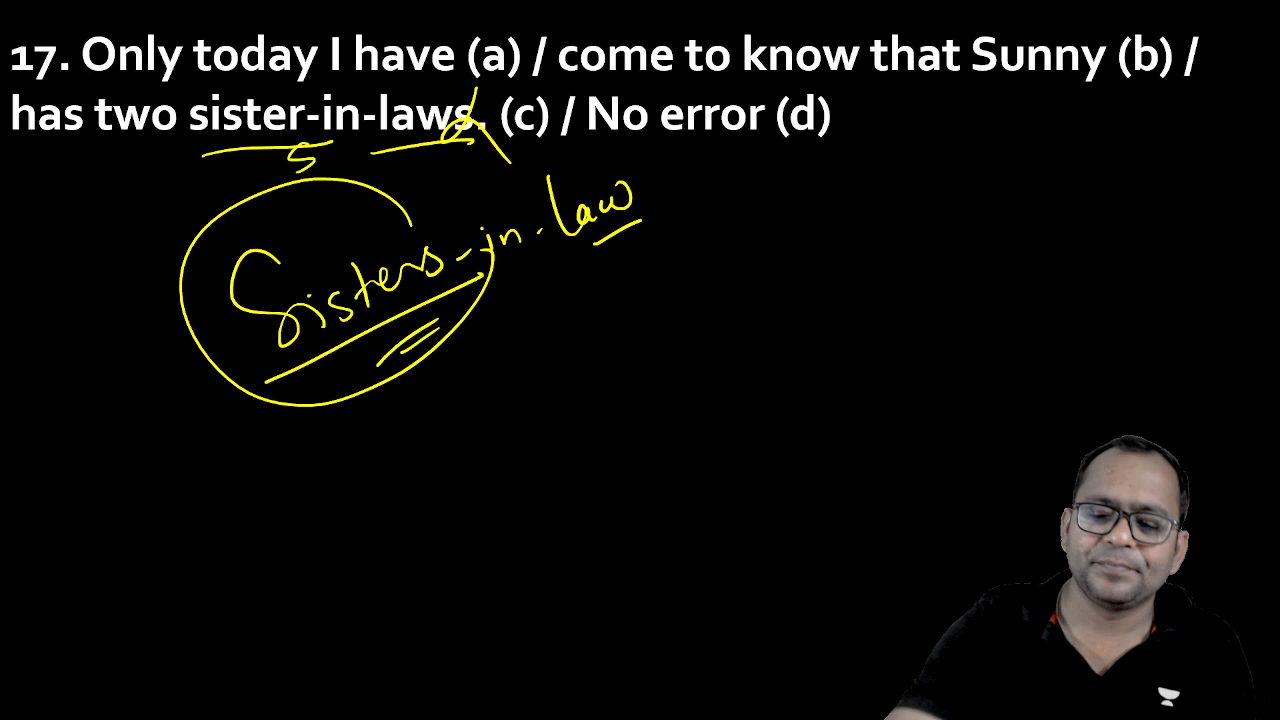 17. Only today I have (a) / come to know that Sunny (b) /
has two sister-in-laws. (c) / No error (d)
s
Sisters-in-law